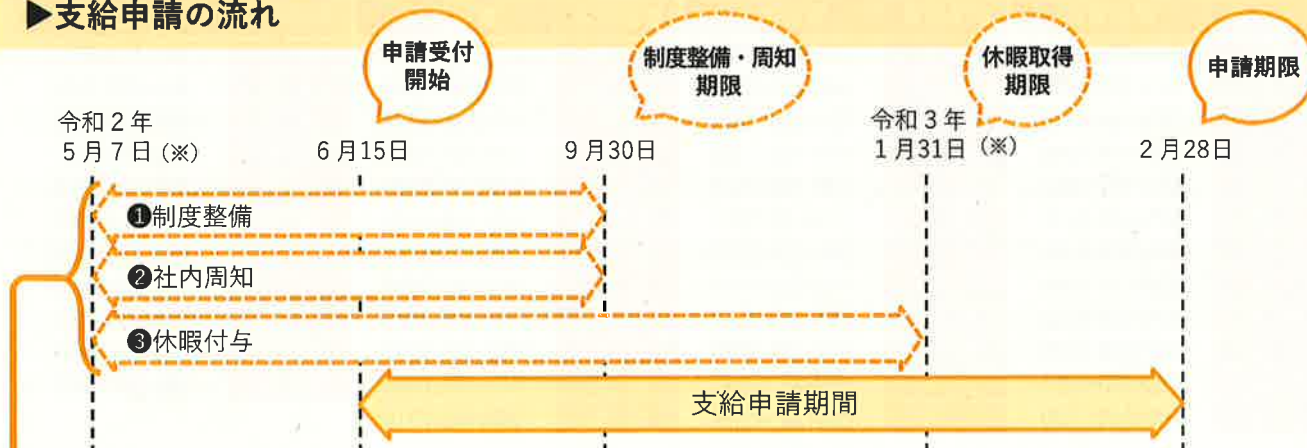 ▶支給申請の流れ
申請受付
開始
制度整備・周知
期限
休暇取得
期限
申請期限
令和2年
5月7日(※)
6月15日
9月30日
令和3年
1月31日(※)
2月28日
❶制度整備
❷社内周知
❸休暇付与
支給申請期間